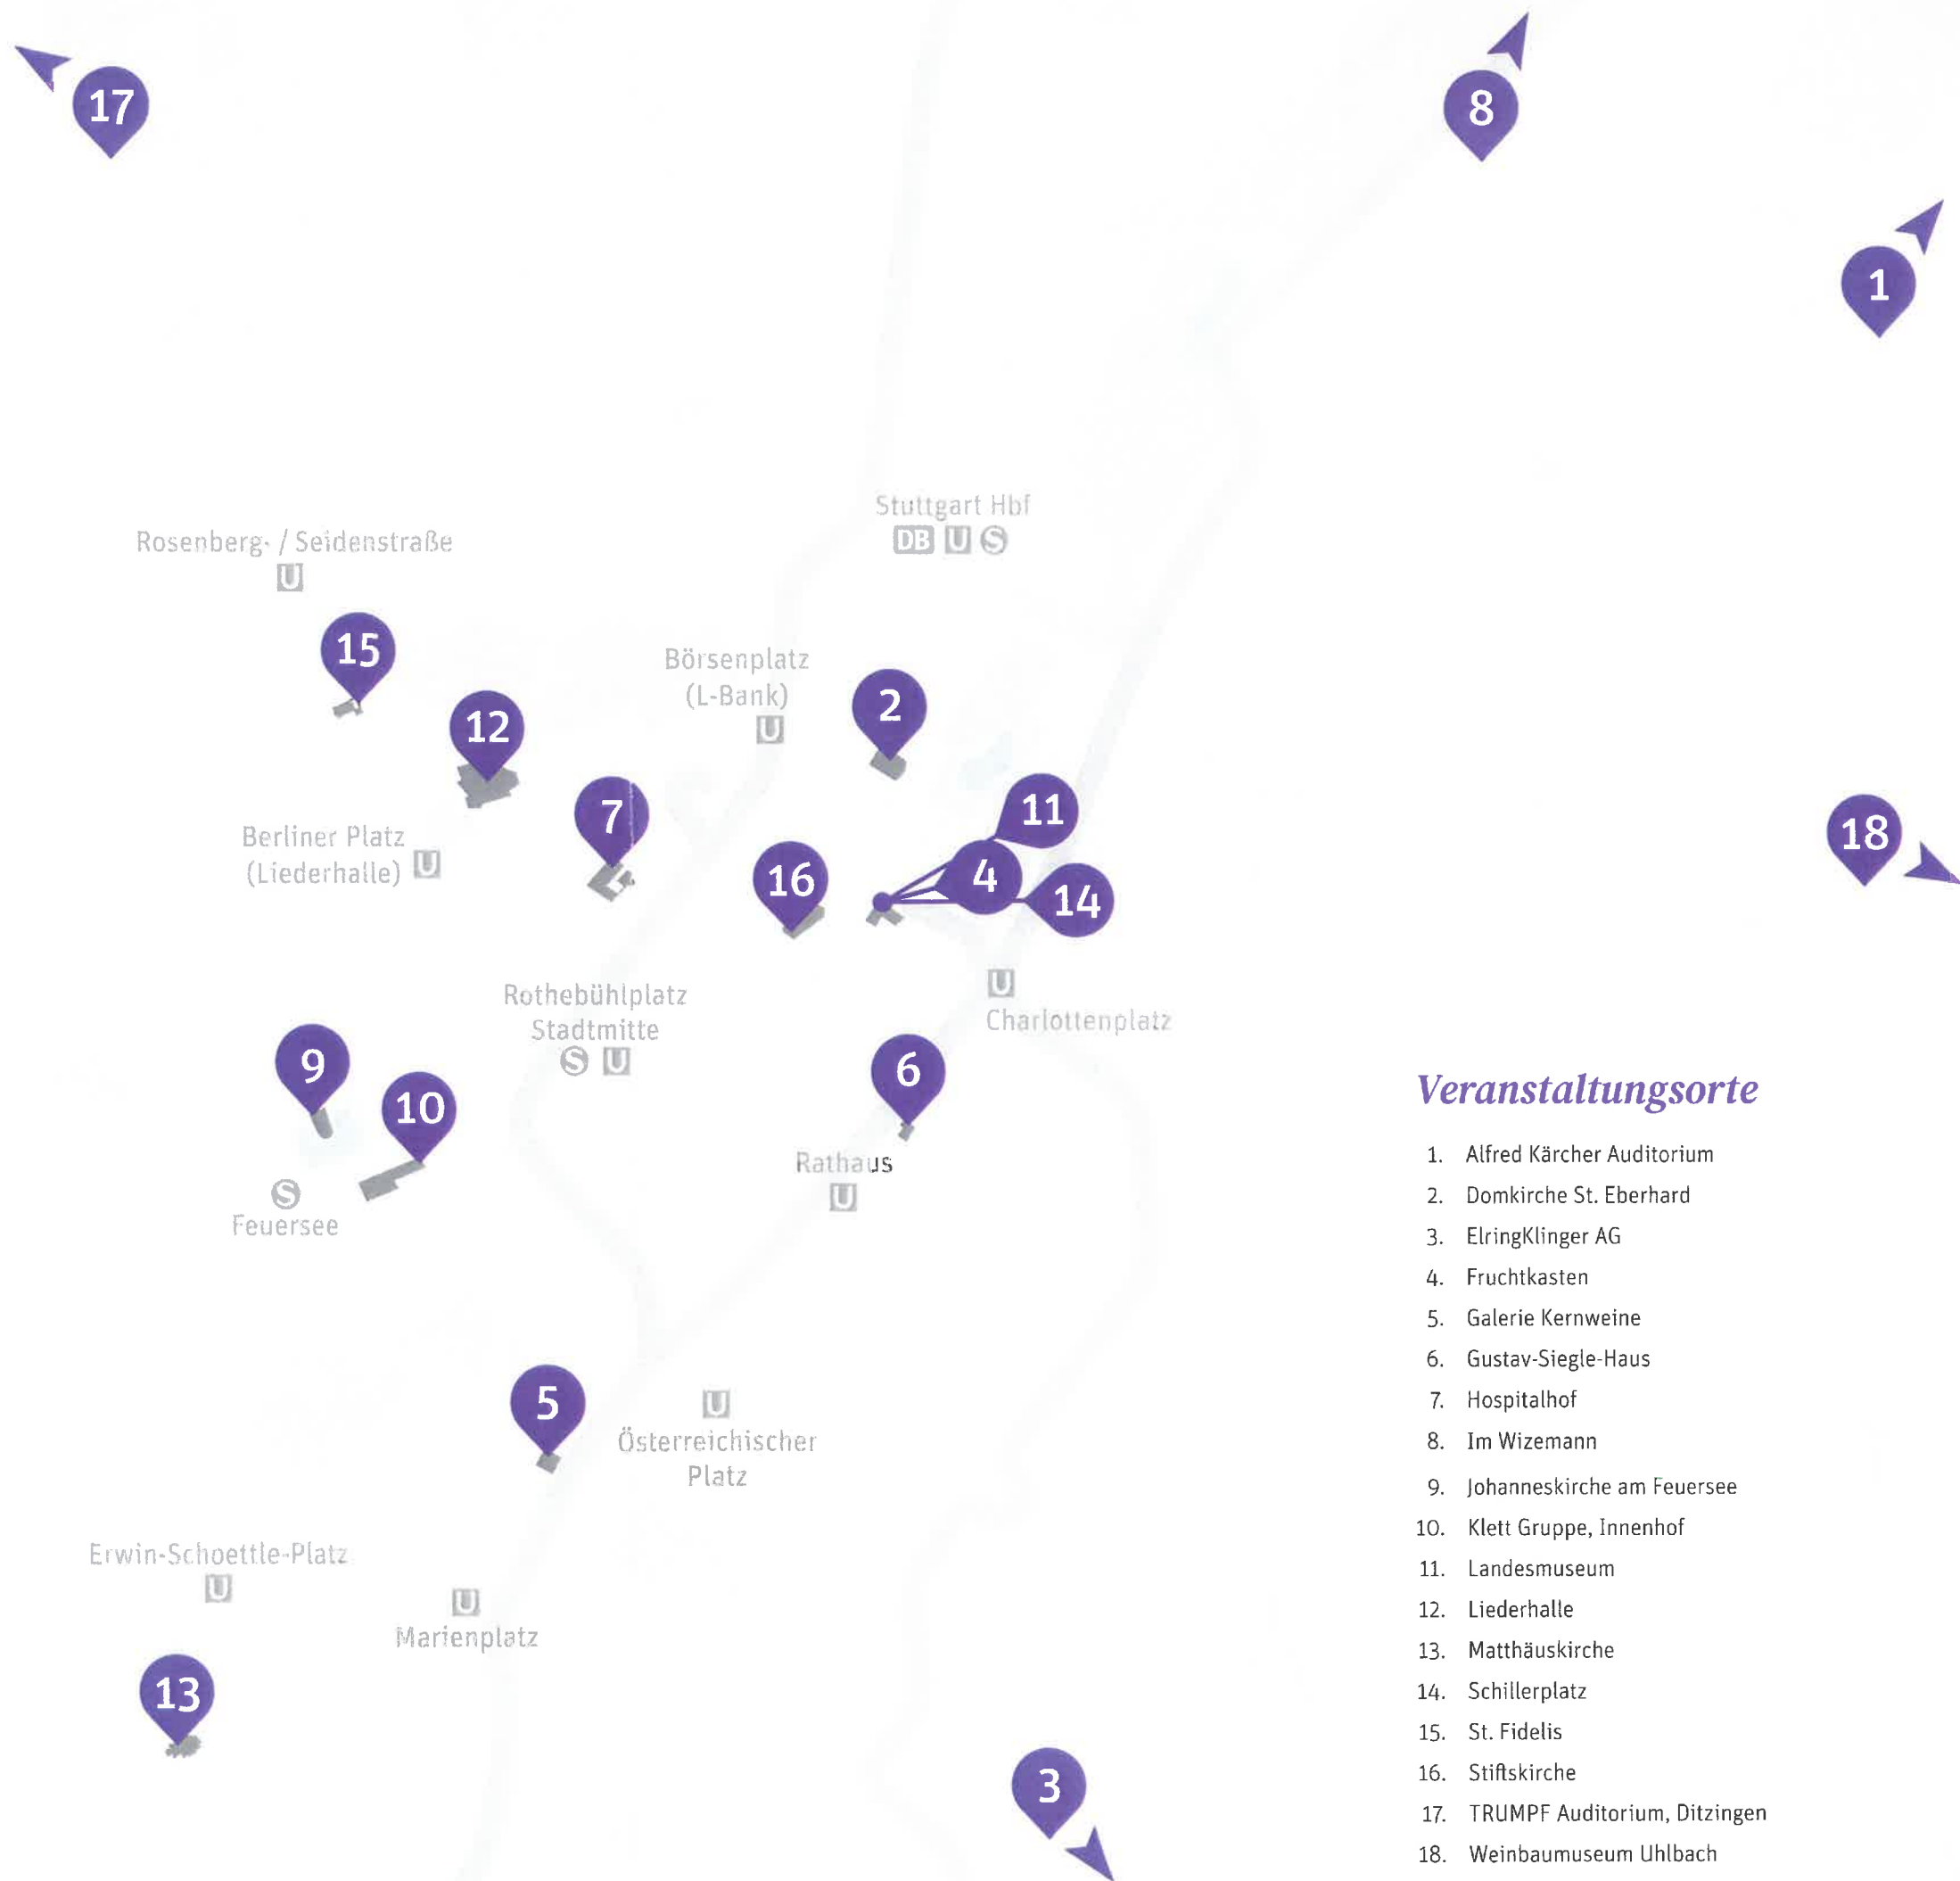 17
8
1
Stuttgart Hbf
DB U S
Rosenberg- / Seidenstraße
U
15
Börsenplatz
(L-Bank)
U
2
12
7
11
18
Berliner Platz
(Liederhalle) U
16
4
14
U
Charlottenplatz
Rothebühlplatz
Stadtmitte
S U
9
10
6
Rathaus
U
S
Feuersee
5
U
Österreichischer
Platz
Erwin-Schoettle-Platz
U
U
Marienplatz
13
3
Veranstaltungsorte
1. Alfred Kärcher Auditorium
2. Domkirche St. Eberhard
3. ElringKlinger AG
4. Fruchtkasten
5. Galerie Kernweine
6. Gustav-Siegle-Haus
7. Hospitalhof
8. Im Wizemann
9. Johanneskirche am Feuersee
10. Klett Gruppe, Innenhof
11. Landesmuseum
12. Liederhalle
13. Matthäuskirche
14. Schillerplatz
15. St. Fidelis
16. Stiftskirche
17. TRUMPF Auditorium, Ditzingen
18. Weinbaumuseum Uhlbach